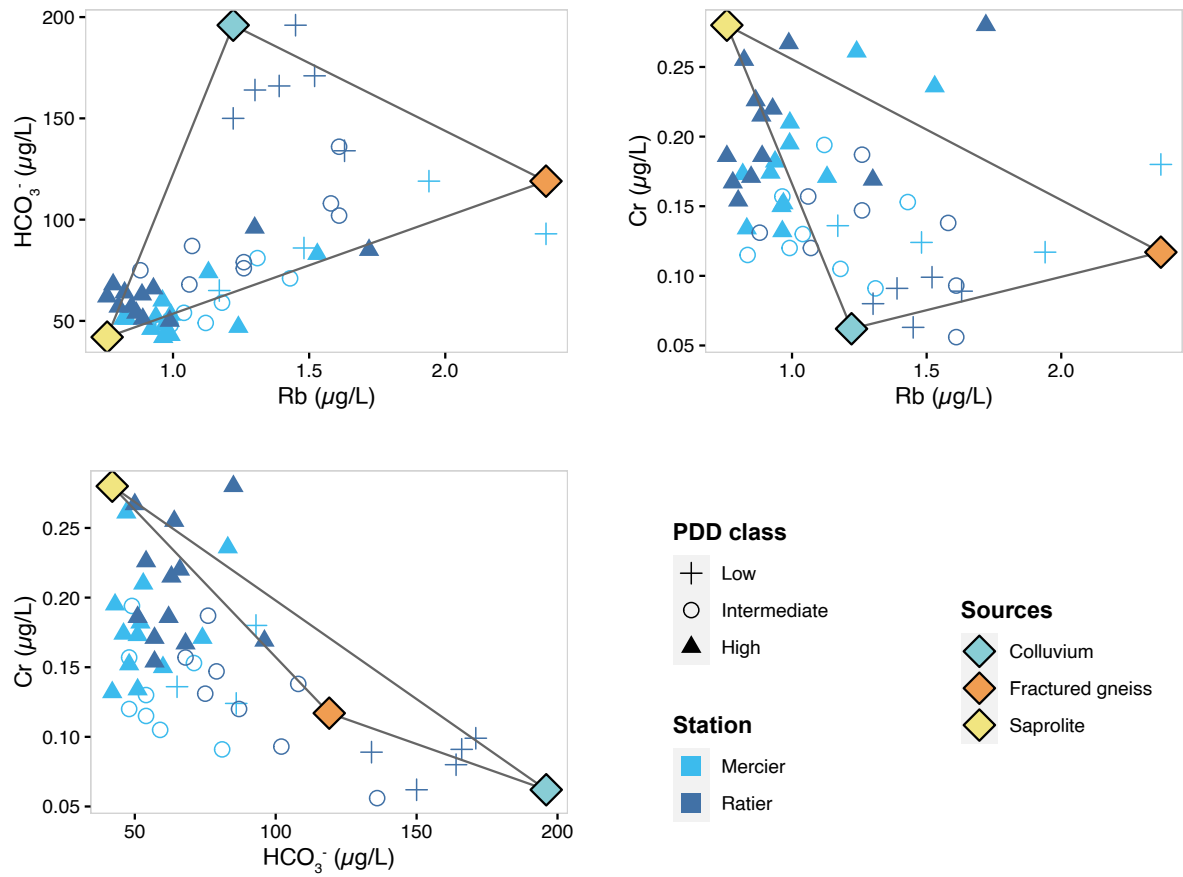 200
150
100
50
HCO₃⁻ (µg/L)
1.0 1.5 2.0
Rb (µg/L)
0.25
0.20
0.15
0.10
0.05
Cr (µg/L)
1.0 1.5 2.0
Rb (µg/L)
0.25
0.20
0.15
0.10
0.05
Cr (µg/L)
50 100 150 200
HCO₃⁻ (µg/L)
PDD class
Low
Intermediate
High
Station
Mercier
Ratier
Sources
Colluvium
Fractured gneiss
Saprolite